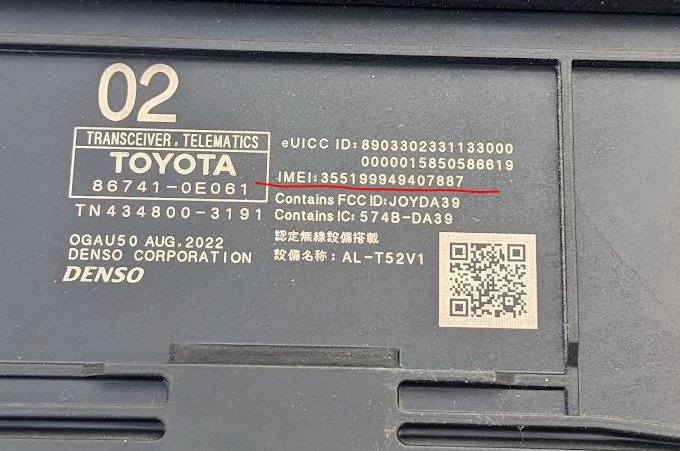 02
TRANSCEIVER, TELEMATICS
TOYOTA
86741-0E061
TN434800-3191
OGAU50 AUG, 2022
DENSO CORPORATION
DENSO
eUICC ID:8903302331133000
0000015850586619
IMEI:355199949407887
Contains FCC ID: JOYDA39
Contains IC: 574B-DA39
認定無線設備搭載
設備名称: AL-T52V1